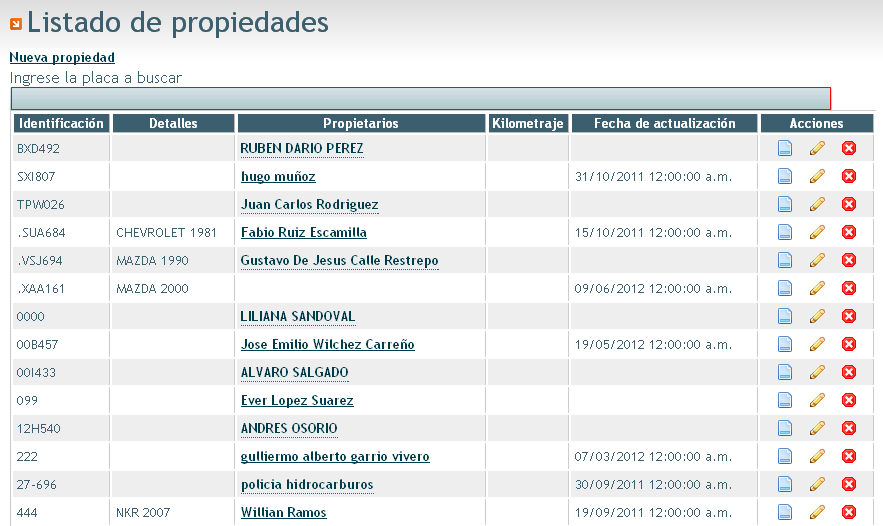 Listado de propiedades
Nueva propiedad
Ingrese la placa a buscar
Identificación Detalles Propietarios Kilometraje Fecha de actualización Acciones
BXD492 RUBEN DARIO PEREZ
SXI807 hugo muñoz 31/10/2011 12:00:00 a.m.
TPW026 Juan Carlos Rodriguez
.SUA684 CHEVROLET 1981 Fabio Ruiz Escamilla 15/10/2011 12:00:00 a.m.
.VSJ694 MAZDA 1990 Gustavo De Jesus Calle Restrepo
.XAA161 MAZDA 2000 09/06/2012 12:00:00 a.m.
0000 LILIANA SANDOVAL
00B457 Jose Emilio Wilchez Carreño 19/05/2012 12:00:00 a.m.
00I433 ALVARO SALGADO
099 Ever Lopez Suarez
12H540 ANDRES OSORIO
222 gulliermo alberto garrio vivero 07/03/2012 12:00:00 a.m.
27-696 policia hidrocarburos 30/09/2011 12:00:00 a.m.
444 NKR 2007 Willian Ramos 19/09/2011 12:00:00 a.m.